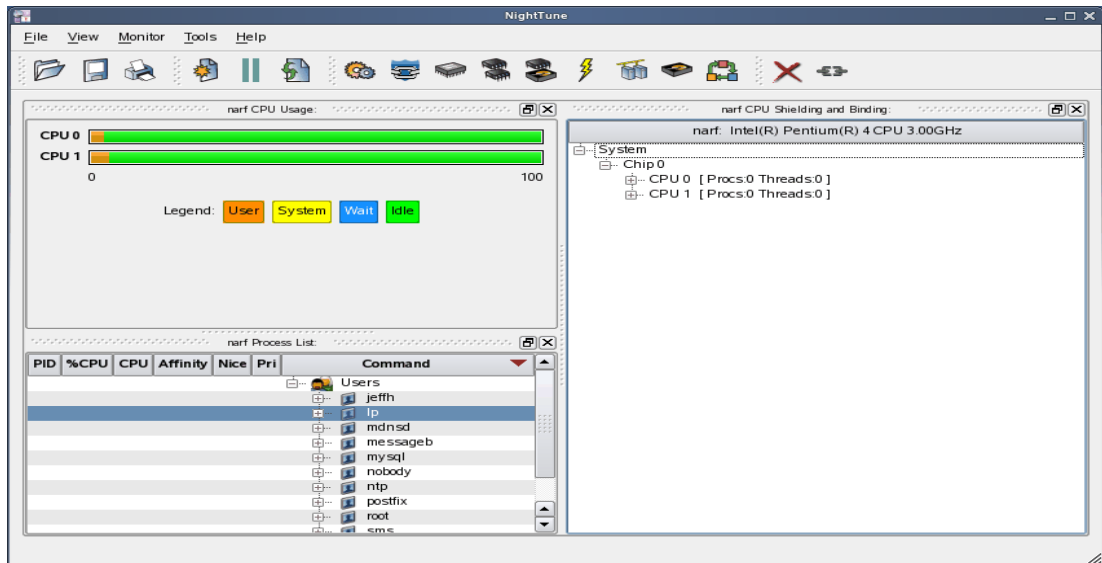 NightTune
File View Monitor Tools Help
narf CPU Usage:
CPU 0
CPU 1
0 100
Legend: User System Wait Idle
narf Process List:
PID %CPU CPU Affinity Nice Pri Command
Users
jeffh
lp
mdnsd
messageb
mysql
nobody
ntp
postfix
root
sms
narf CPU Shielding and Binding:
narf: Intel(R) Pentium(R) 4 CPU 3.00GHz
System
Chip 0
CPU 0 [ Procs:0 Threads:0 ]
CPU 1 [ Procs:0 Threads:0 ]